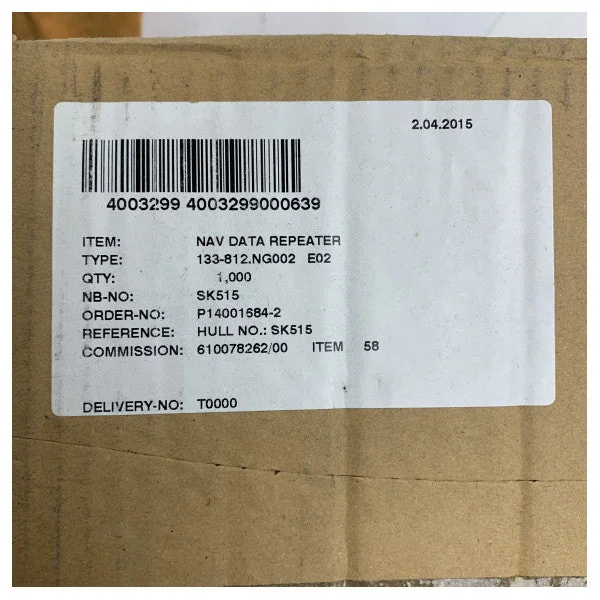 2.04.2015
4003299 4003299000639
ITEM: NAV DATA REPEATER
TYPE: 133-812.NG002 E02
QTY: 1,000
NB-NO: SK515
ORDER-NO: P14001684-2
REFERENCE: HULL NO.: SK515
COMMISSION: 610078262/00 ITEM 58
DELIVERY-NO: T0000